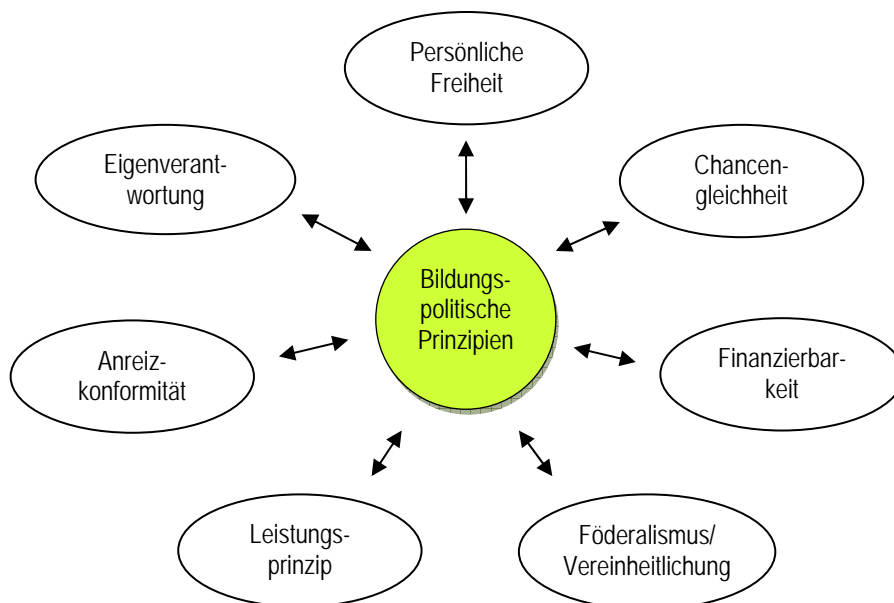 Persönliche
Freiheit
Eigenverant-
wortung
Chancen-
gleichheit
Bildungs-
politische
Prinzipien
Anreiz-
konformität
Finanzierbar-
keit
Leistungs-
prinzip
Föderalismus/
Vereinheitlichung